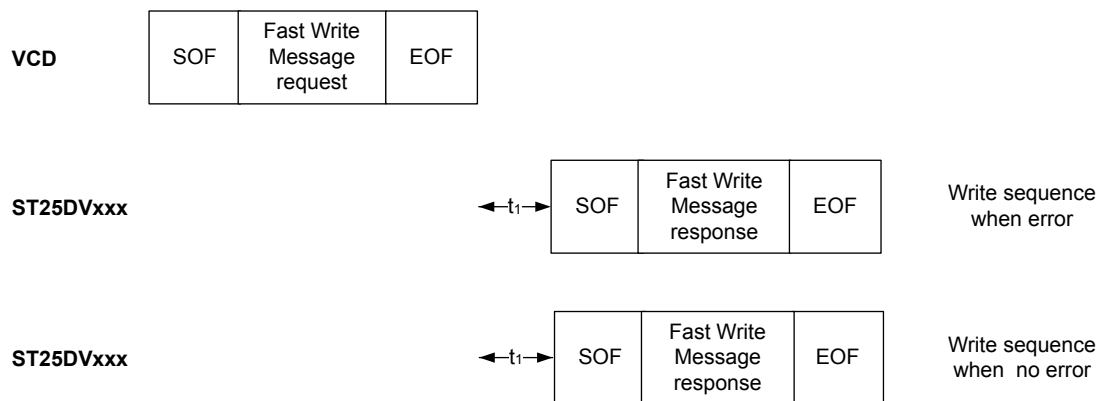 VCD
SOF
Fast Write
Message
request
EOF
ST25DVxxx
t₁
SOF
Fast Write
Message
response
EOF
Write sequence
when error
ST25DVxxx
t₁
SOF
Fast Write
Message
response
EOF
Write sequence
when no error